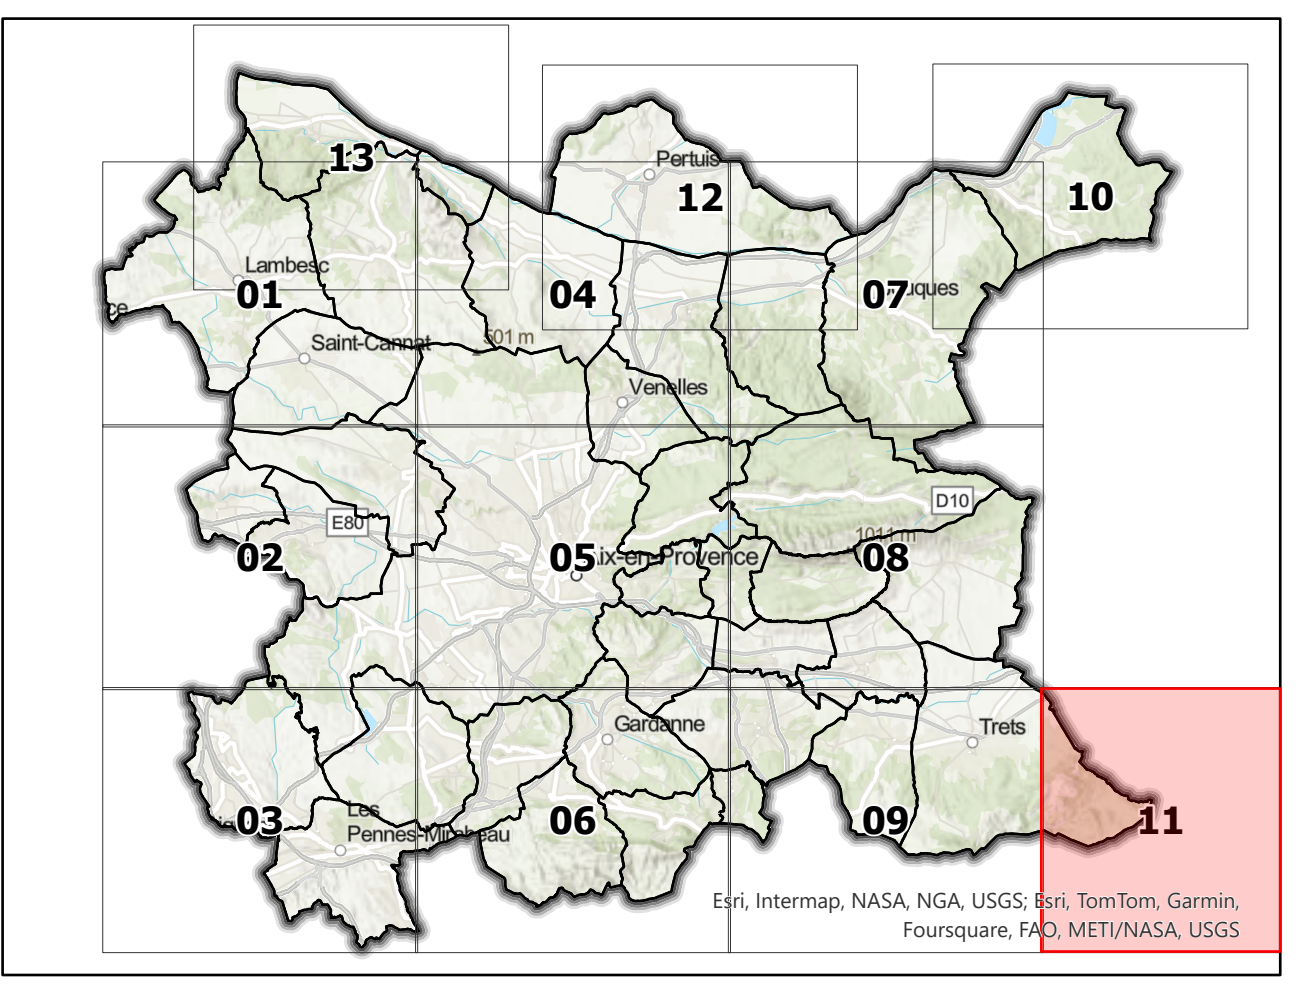 Pertuis
13
12
10
Lambesc
01
04
07
uques
ce
Saint-Cannat
501 m
Venelles
D10
E80
1011 m
02
05
Aix-en-Provence
08
Gardanne
Trets
03
Les
Pennes-Mirabeau
06
09
11
Esri, Intermap, NASA, NGA, USGS; Esri, TomTom, Garmin,
Foursquare, FAO, METI/NASA, USGS